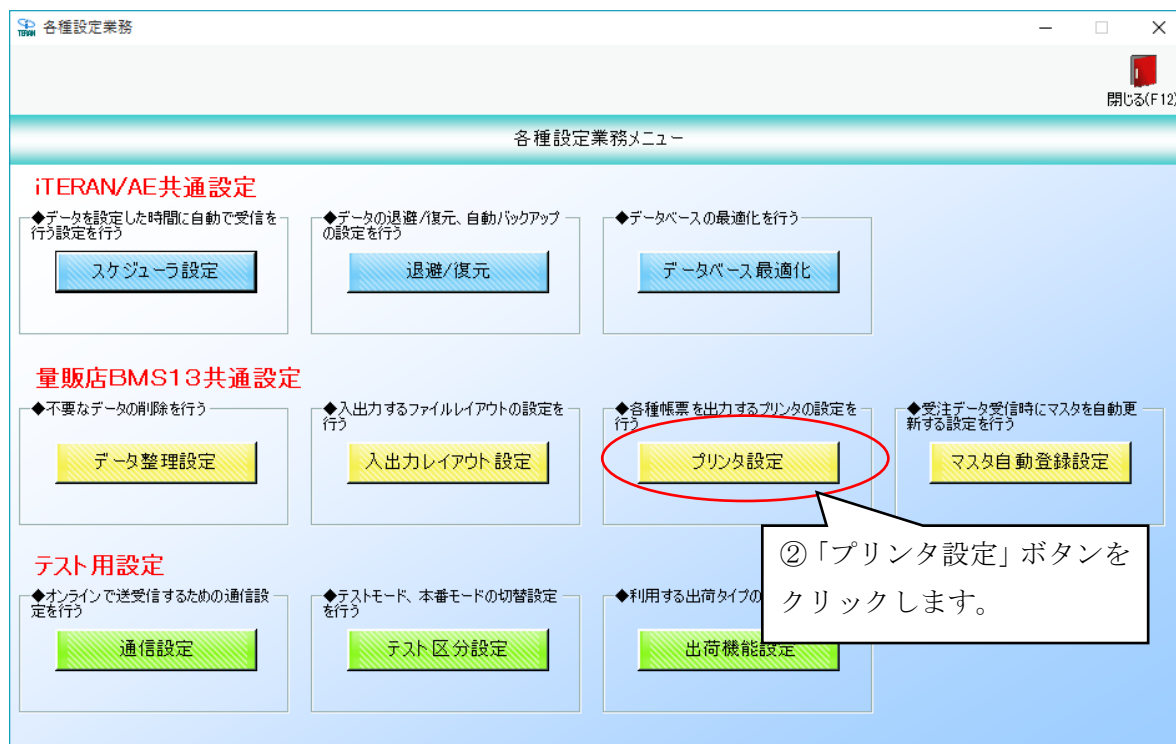 TERAN
各種設定業務
閉じる(F12)
各種設定業務メニュー
iTERAN/AE共通設定
◆データを設定した時間に自動で受信を
行う設定を行う
スケジューラ設定
◆データの退避/復元、自動バックアップ
の設定を行う
退避/復元
◆データベースの最適化を行う
データベース最適化
量販店BMS13共通設定
◆不要なデータの削除を行う
データ整理設定
◆入出力するファイルレイアウトの設定を
行う
入出力レイアウト設定
◆各種帳票を出力するプリンタの設定を
行う
プリンタ設定
◆受注データ受信時にマスタを自動更
新する設定を行う
マスタ自動登録設定
②「プリンタ設定」ボタンを
クリックします。
テスト用設定
◆オンラインで送受信するための通信設
定を行う
通信設定
◆テストモード、本番モードの切替設定
を行う
テスト区分設定
◆利用する出荷タイプの
出荷機能設定